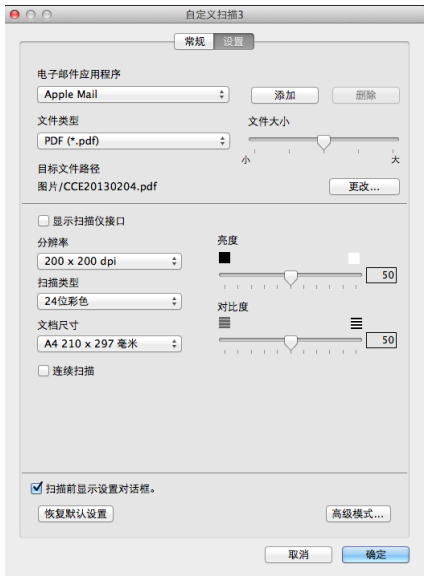 自定义扫描3
常规 设置
电子邮件应用程序
Apple Mail 添加 删除
文件类型 文件大小
PDF (*.pdf)
小 大
目标文件路径
图片/CCE20130204.pdf 更改...
显示扫描仪接口
分辨率 亮度
200 x 200 dpi 50
扫描类型
24位彩色 对比度
文档尺寸
A4 210 x 297 毫米 50
连续扫描
扫描前显示设置对话框。
恢复默认设置 高级模式...
取消 确定